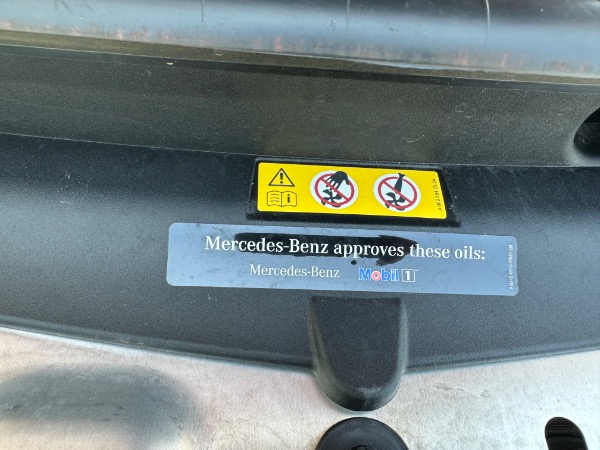 Mercedes-Benz approves these oils:
Mercedes-Benz Mobil 1